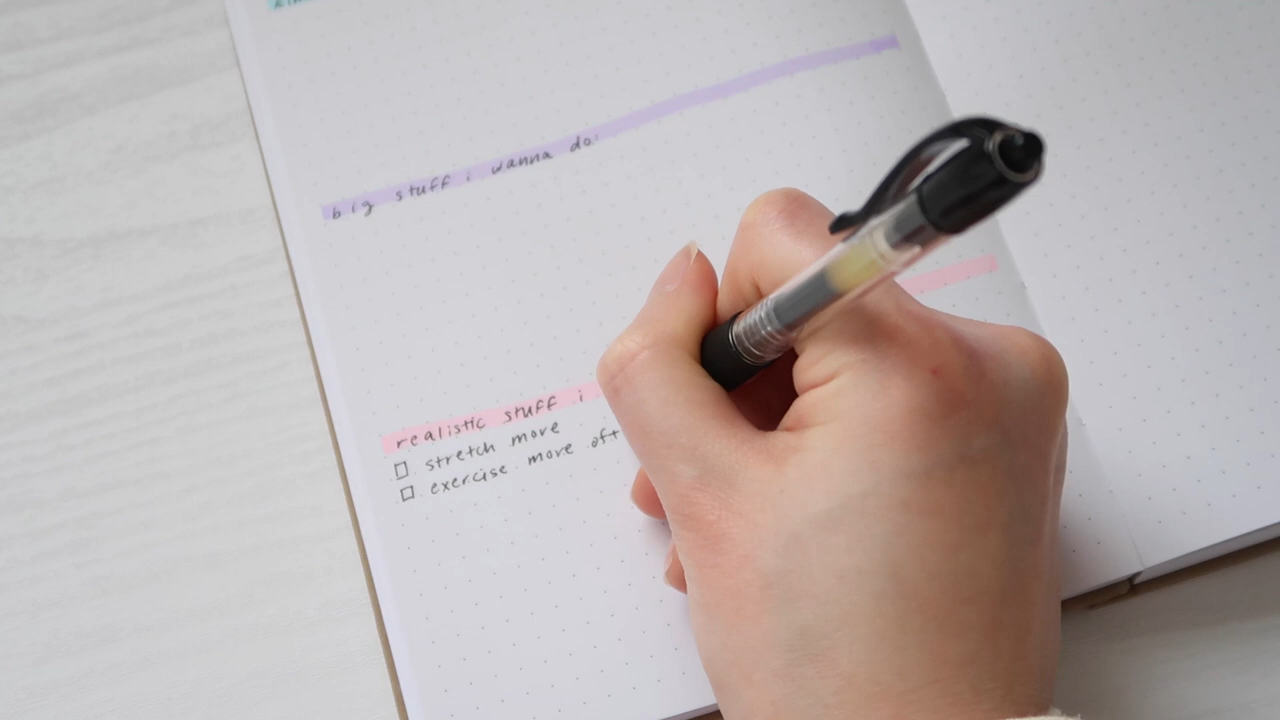 big stuff i wanna do:
realistic stuff i
□ stretch more
□ exercise more oft